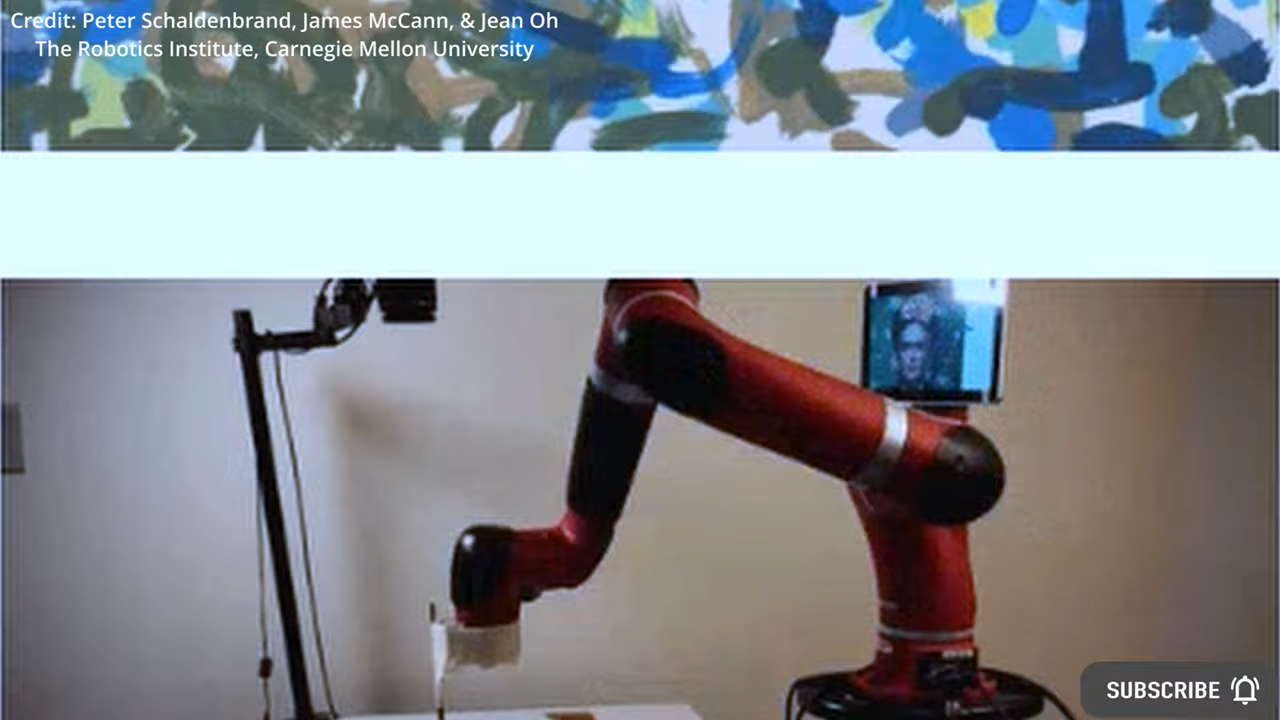 Credit: Peter Schaldenbrand, James McCann, & Jean Oh
The Robotics Institute, Carnegie Mellon University
SUBSCRIBE